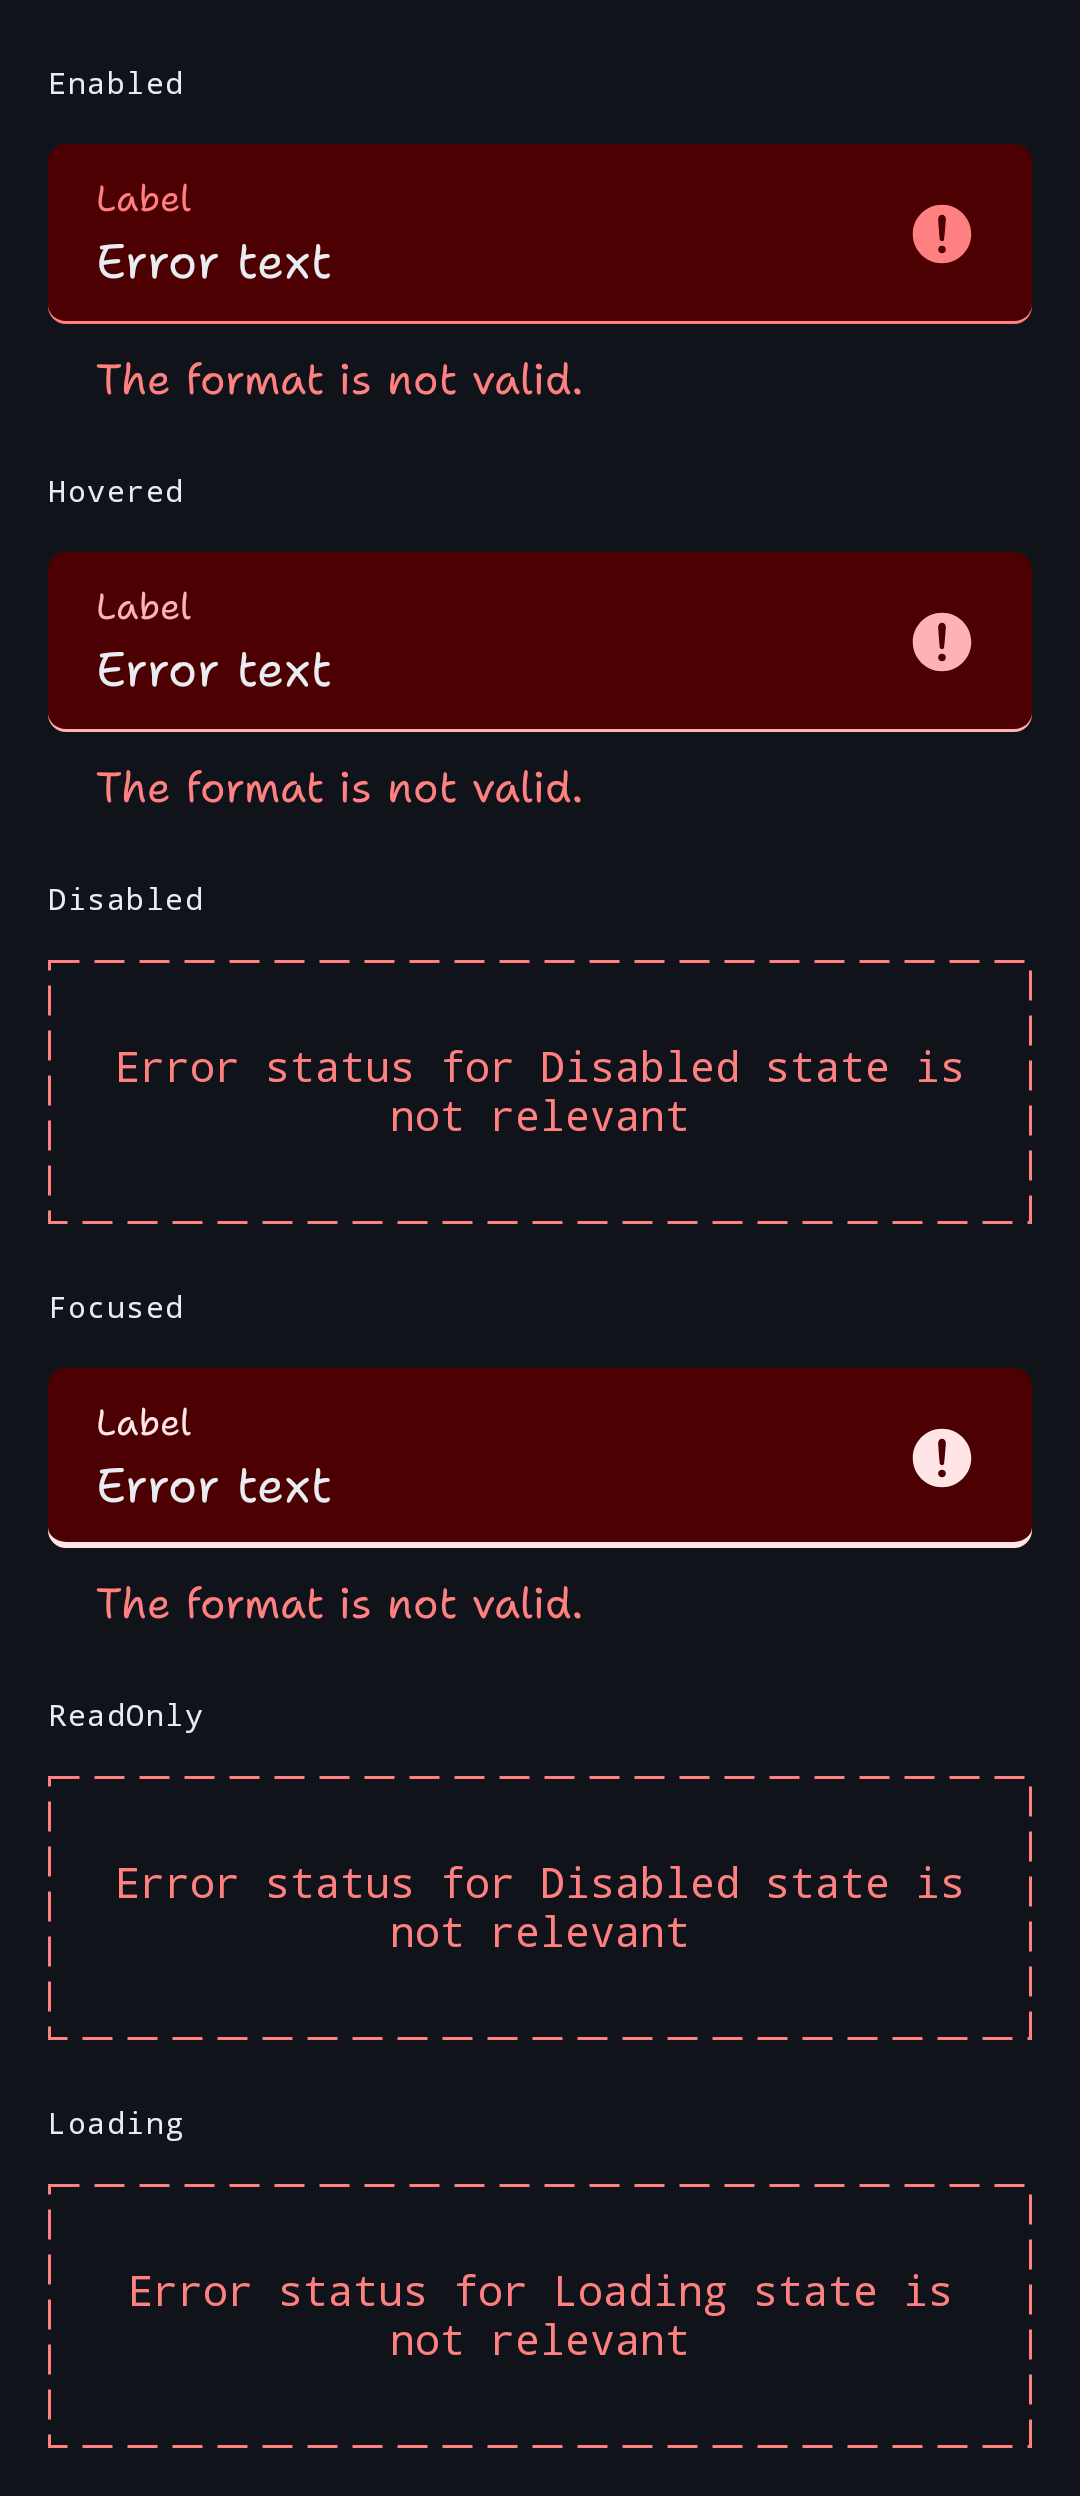 Enabled
Label
Error text
The format is not valid.
Hovered
Label
Error text
The format is not valid.
Disabled
Error status for Disabled state is
not relevant
Focused
Label
Error text
The format is not valid.
ReadOnly
Error status for Disabled state is
not relevant
Loading
Error status for Loading state is
not relevant